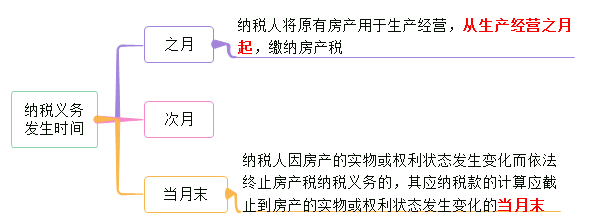 纳税义务
发生时间
之月
纳税人将原有房产用于生产经营，从生产经营之月
起，缴纳房产税
次月
当月末
纳税人因房产的实物或权利状态发生变化而依法
终止房产税纳税义务的，其应纳税款的计算应截
止到房产的实物或权利状态发生变化的当月末